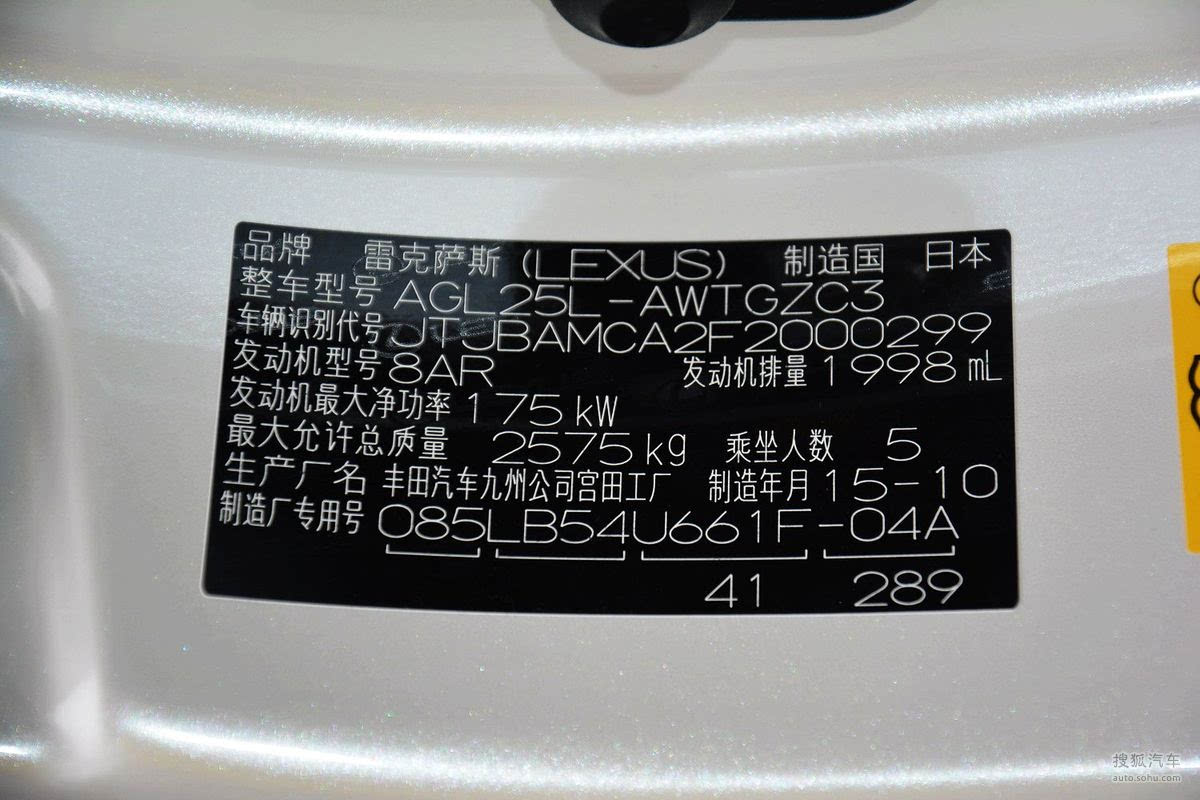 品牌 雷克萨斯 (LEXUS) 制造国 日本
整车型号 AGL25L-AWTGZC3
车辆识别代号 JTJBAMCA2F2000299
发动机型号 8AR 发动机排量 1998 mL
发动机最大净功率 175 kW
最大允许总质量 2575 kg 乘坐人数 5
生产厂名 丰田汽车九州公司宫田工厂 制造年月 15-10
制造厂专用号 085LB54U661F-04A
41 289
搜狐汽车
auto.sohu.com